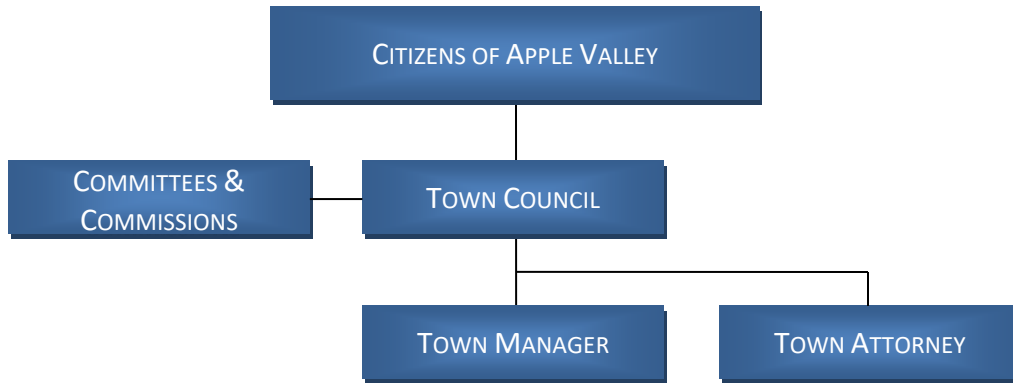 CITIZENS OF APPLE VALLEY
COMMITTEES &
COMMISSIONS
TOWN COUNCIL
TOWN MANAGER
TOWN ATTORNEY